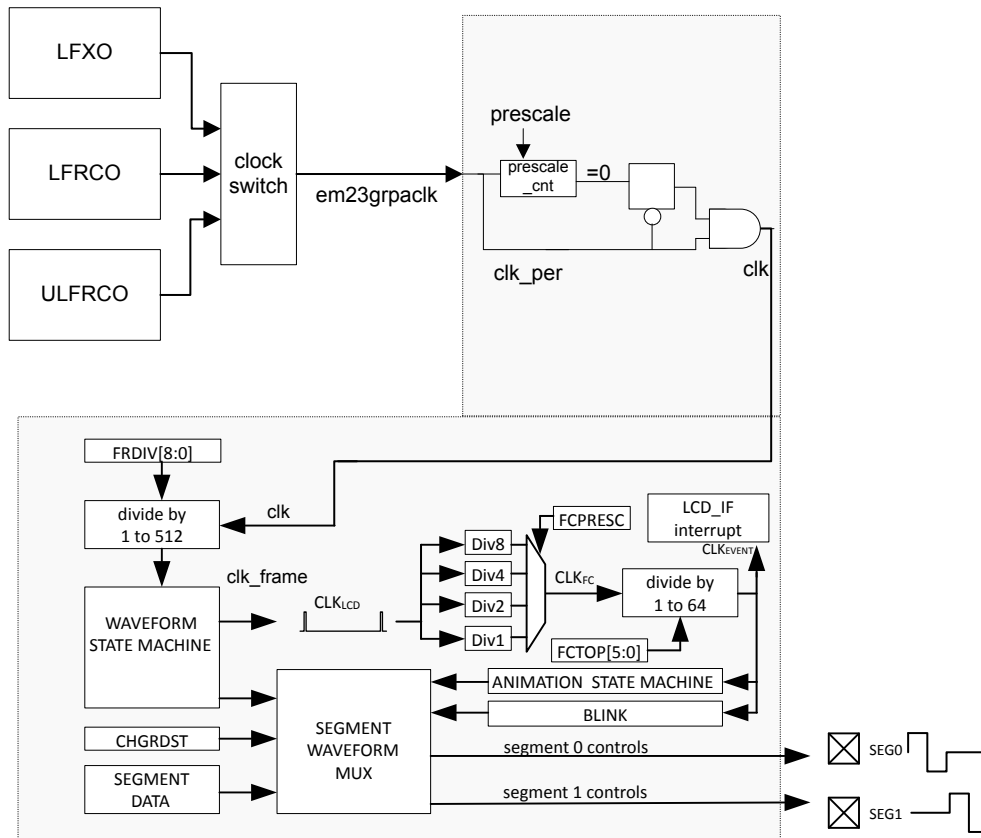 LFXO
LFRCO
ULFRCO
clock
switch
em23grpaclk
prescale
prescale
_cnt
=0
clk_per
clk
FRDIV[8:0]
divide by
1 to 512
clk
WAVEFORM
STATE MACHINE
clk_frame
CLKLCD
Div8
Div4
Div2
Div1
FCPRESC
CLKFC
divide by
1 to 64
FCTOP[5:0]
LCD_IF
interrupt
CLKEVENT
ANIMATION STATE MACHINE
BLINK
CHGRDST
SEGMENT
DATA
SEGMENT
WAVEFORM
MUX
segment 0 controls
segment 1 controls
SEG0
SEG1